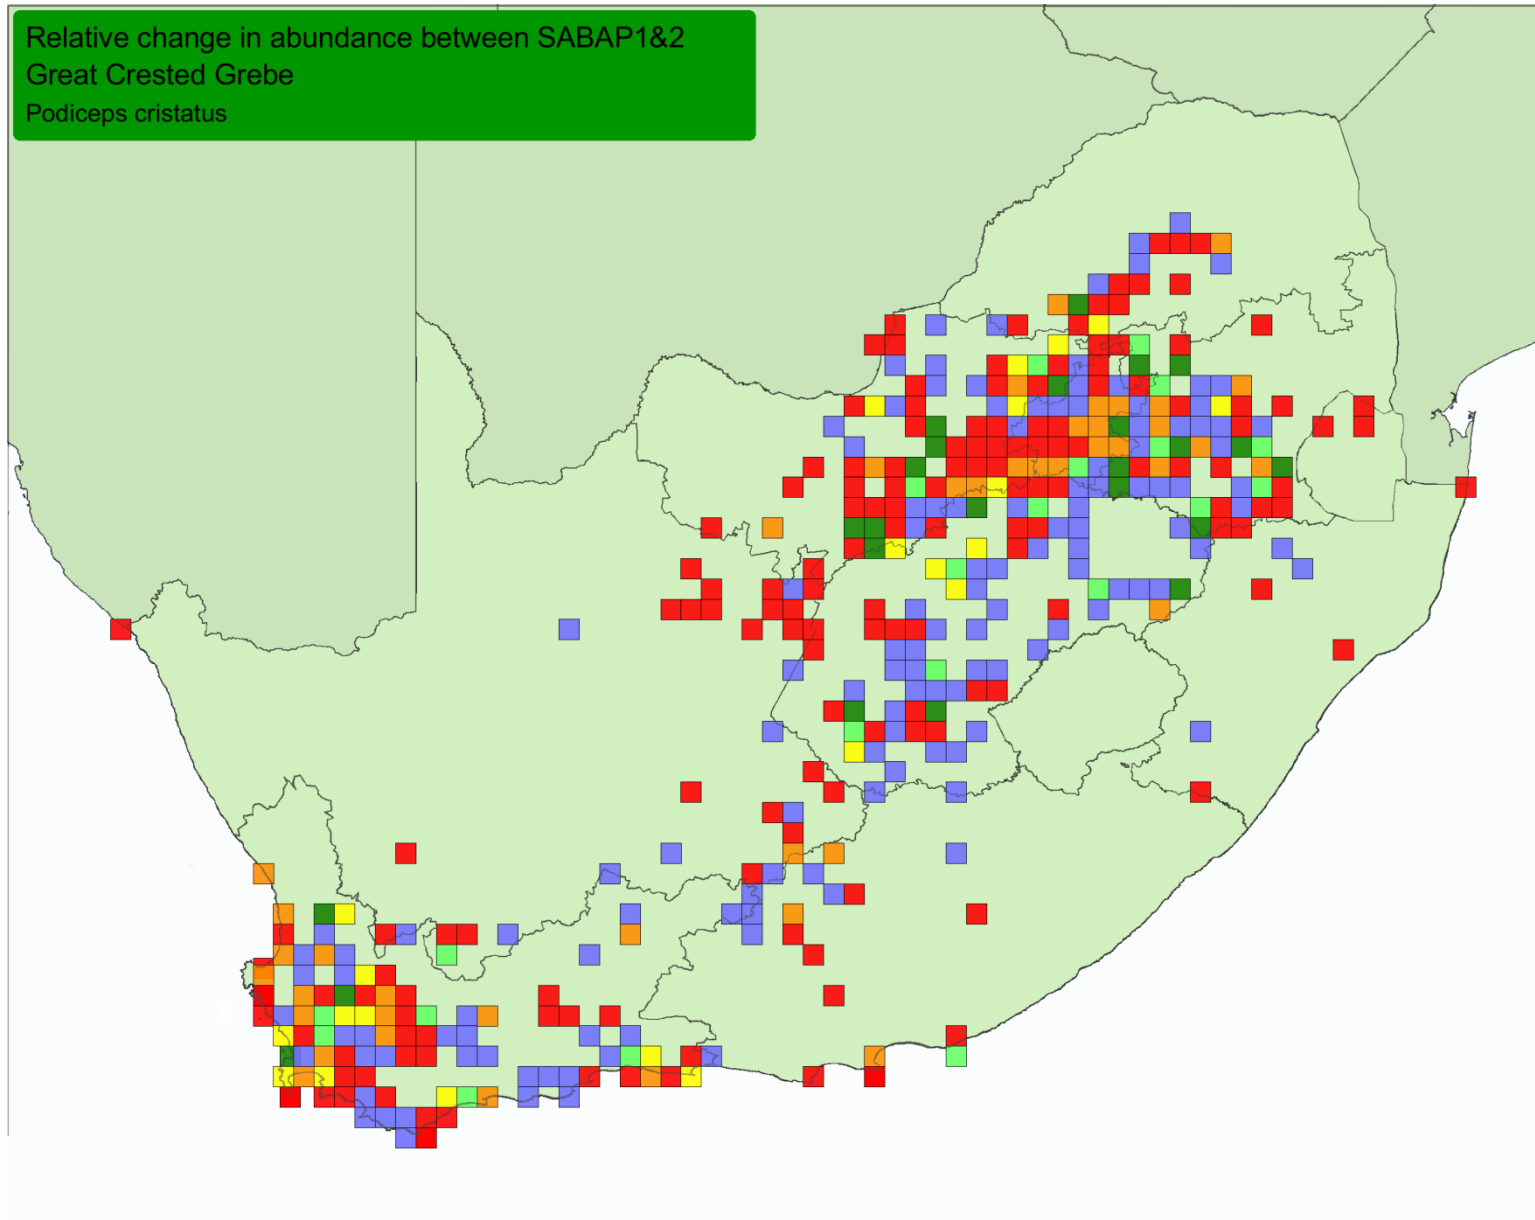 Relative change in abundance between SABAP1&2
Great Crested Grebe
Podiceps cristatus